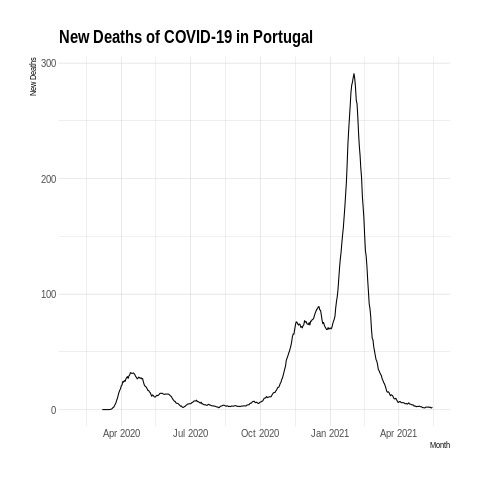 New Deaths of COVID-19 in Portugal
New Deaths
300
200
100
0
Apr 2020 Jul 2020 Oct 2020 Jan 2021 Apr 2021
Month